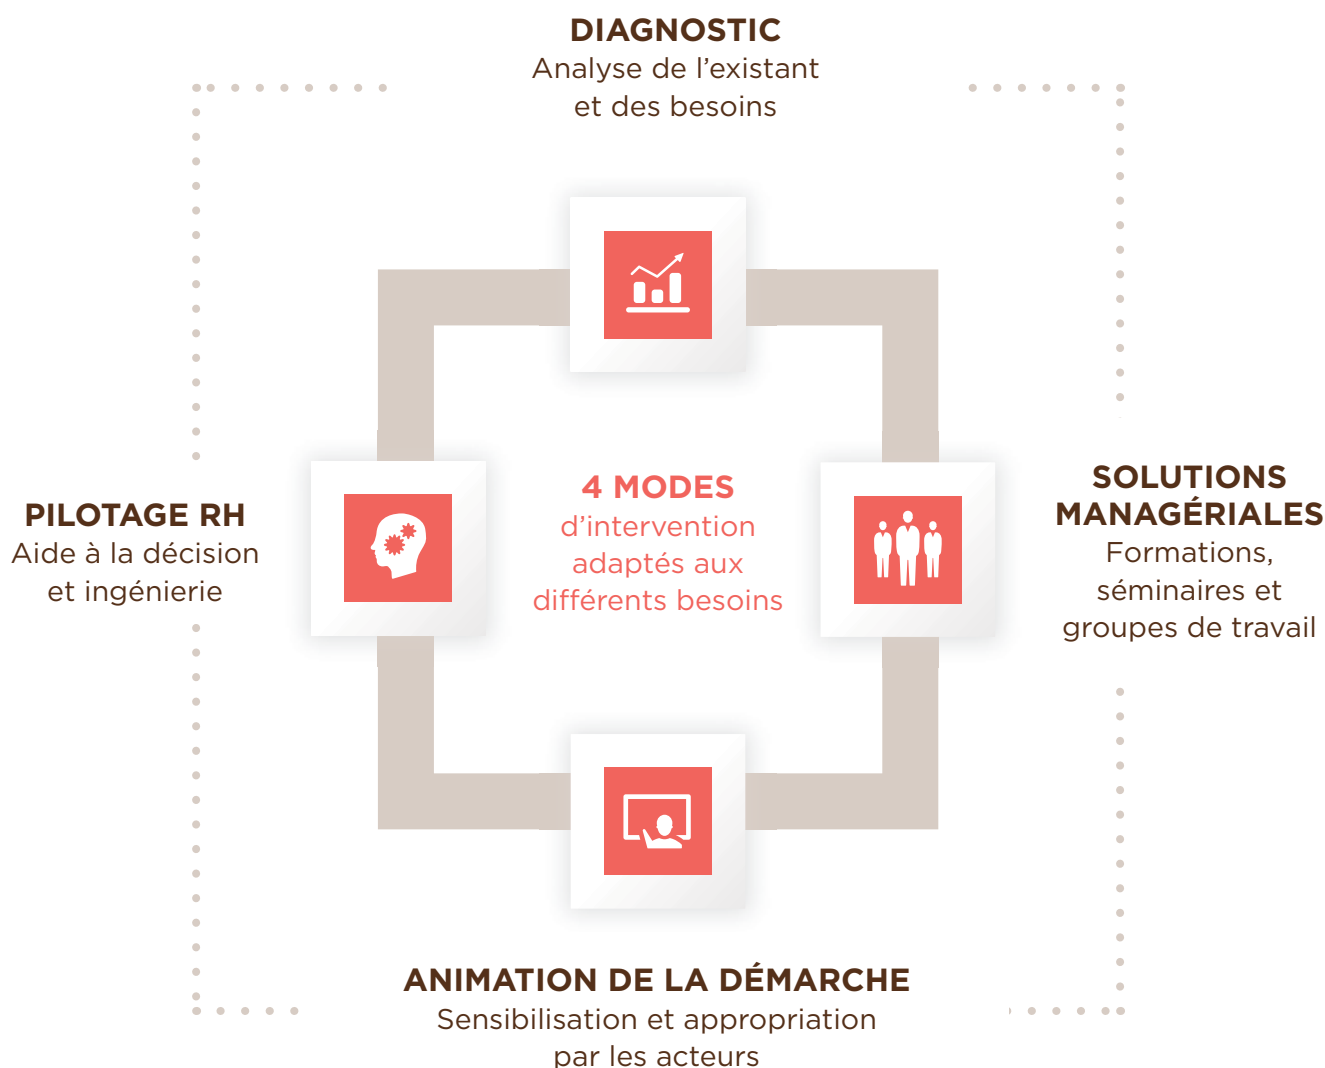 DIAGNOSTIC
Analyse de l’existant
et des besoins
PILOTAGE RH
Aide à la décision
et ingénierie
4 MODES
d’intervention
adaptés aux
différents besoins
SOLUTIONS
MANAGÉRIALES
Formations,
séminaires et
groupes de travail
ANIMATION DE LA DÉMARCHE
Sensibilisation et appropriation
par les acteurs